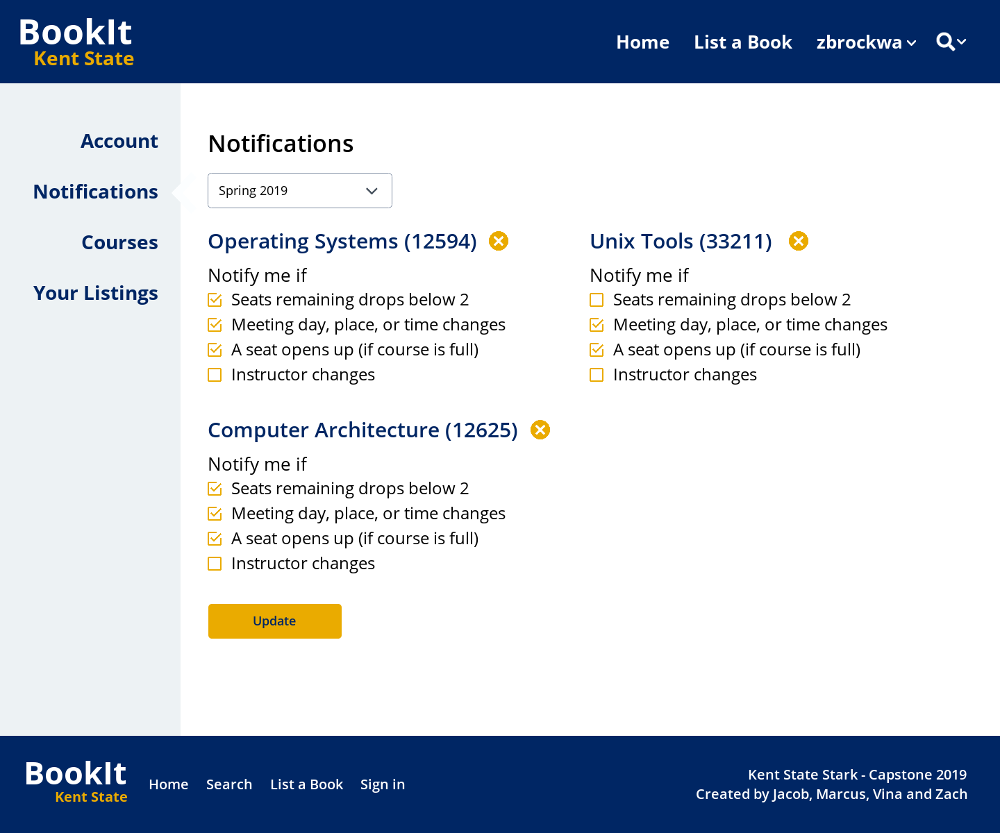 BookIt
Kent State
Home
List a Book
zbrockwa
Account
Notifications
Courses
Your Listings
Notifications
Spring 2019
Operating Systems (12594)
Notify me if
Seats remaining drops below 2
Meeting day, place, or time changes
A seat opens up (if course is full)
Instructor changes
Unix Tools (33211)
Notify me if
Seats remaining drops below 2
Meeting day, place, or time changes
A seat opens up (if course is full)
Instructor changes
Computer Architecture (12625)
Notify me if
Seats remaining drops below 2
Meeting day, place, or time changes
A seat opens up (if course is full)
Instructor changes
Update
BookIt
Kent State
Home
Search
List a Book
Sign in
Kent State Stark - Capstone 2019
Created by Jacob, Marcus, Vina and Zach